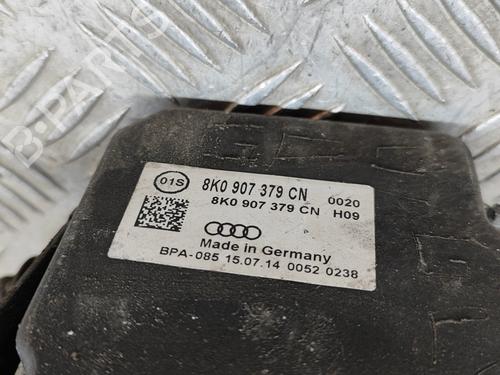 B-PARTS
01S
8K0 907 379 CN 0020
8K0 907 379 CN H09
Made in Germany
BPA-085 15.07.14 0052 0238